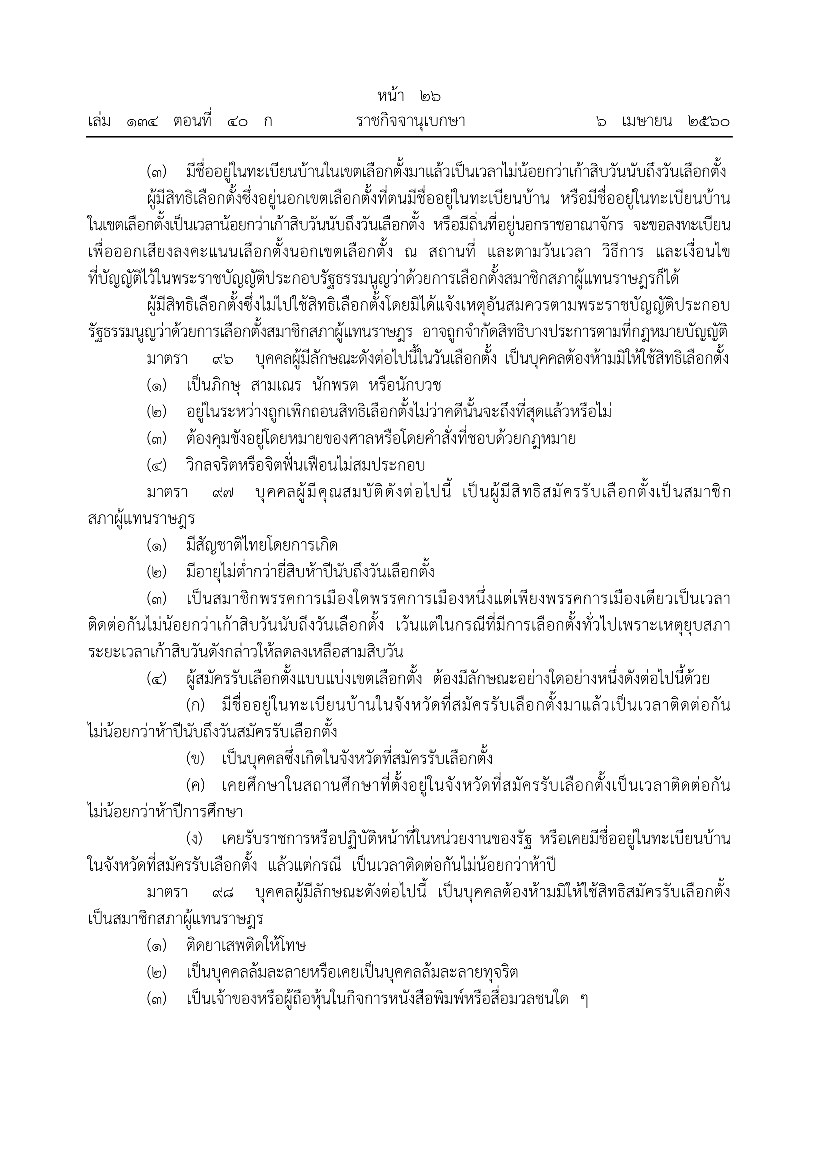 หน้า ๒๖
เล่ม ๑๓๔ ตอนที่ ๔๐ ก ราชกิจจานุเบกษา ๖ เมษายน ๒๕๖๐
(๓) มีชื่ออยู่ในทะเบียนบ้านในเขตเลือกตั้งมาแล้วเป็นเวลาไม่น้อยกว่าเก้าสิบวันนับถึงวันเลือกตั้ง
ผู้มีสิทธิเลือกตั้งซึ่งอยู่นอกเขตเลือกตั้งที่ตนมีชื่ออยู่ในทะเบียนบ้าน หรือมีชื่ออยู่ในทะเบียนบ้าน
ในเขตเลือกตั้งเป็นเวลาน้อยกว่าเก้าสิบวันนับถึงวันเลือกตั้ง หรือมีถิ่นที่อยู่นอกราชอาณาจักร จะขอลงทะเบียน
เพื่อออกเสียงลงคะแนนเลือกตั้งนอกเขตเลือกตั้ง ณ สถานที่ และตามวันเวลา วิธีการ และเงื่อนไข
ที่บัญญัติไว้ในพระราชบัญญัติประกอบรัฐธรรมนูญว่าด้วยการเลือกตั้งสมาชิกสภาผู้แทนราษฎรก็ได้
ผู้มีสิทธิเลือกตั้งซึ่งไม่ไปใช้สิทธิเลือกตั้งโดยมิได้แจ้งเหตุอันสมควรตามพระราชบัญญัติประกอบ
รัฐธรรมนูญว่าด้วยการเลือกตั้งสมาชิกสภาผู้แทนราษฎร อาจถูกจำกัดสิทธิบางประการตามที่กฎหมายบัญญัติ
มาตรา ๙๖ บุคคลผู้มีลักษณะดังต่อไปนี้ในวันเลือกตั้ง เป็นบุคคลต้องห้ามมิให้ใช้สิทธิเลือกตั้ง
(๑) เป็นภิกษุ สามเณร นักพรต หรือนักบวช
(๒) อยู่ในระหว่างถูกเพิกถอนสิทธิเลือกตั้งไม่ว่าคดีนั้นจะถึงที่สุดแล้วหรือไม่
(๓) ต้องคุมขังอยู่โดยหมายของศาลหรือโดยคำสั่งที่ชอบด้วยกฎหมาย
(๔) วิกลจริตหรือจิตฟั่นเฟือนไม่สมประกอบ
มาตรา ๙๗ บุคคลผู้มีคุณสมบัติดังต่อไปนี้ เป็นผู้มีสิทธิสมัครรับเลือกตั้งเป็นสมาชิก
สภาผู้แทนราษฎร
(๑) มีสัญชาติไทยโดยการเกิด
(๒) มีอายุไม่ต่ำกว่ายี่สิบห้าปีนับถึงวันเลือกตั้ง
(๓) เป็นสมาชิกพรรคการเมืองใดพรรคการเมืองหนึ่งแต่เพียงพรรคการเมืองเดียวเป็นเวลา
ติดต่อกันไม่น้อยกว่าเก้าสิบวันนับถึงวันเลือกตั้ง เว้นแต่ในกรณีที่มีการเลือกตั้งทั่วไปเพราะเหตุยุบสภา
ระยะเวลาเก้าสิบวันดังกล่าวให้ลดลงเหลือสามสิบวัน
(๔) ผู้สมัครรับเลือกตั้งแบบแบ่งเขตเลือกตั้ง ต้องมีลักษณะอย่างใดอย่างหนึ่งดังต่อไปนี้ด้วย
(ก) มีชื่ออยู่ในทะเบียนบ้านในจังหวัดที่สมัครรับเลือกตั้งมาแล้วเป็นเวลาติดต่อกัน
ไม่น้อยกว่าห้าปีนับถึงวันสมัครรับเลือกตั้ง
(ข) เป็นบุคคลซึ่งเกิดในจังหวัดที่สมัครรับเลือกตั้ง
(ค) เคยศึกษาในสถานศึกษาที่ตั้งอยู่ในจังหวัดที่สมัครรับเลือกตั้งเป็นเวลาติดต่อกัน
ไม่น้อยกว่าห้าปีการศึกษา
(ง) เคยรับราชการหรือปฏิบัติหน้าที่ในหน่วยงานของรัฐ หรือเคยมีชื่ออยู่ในทะเบียนบ้าน
ในจังหวัดที่สมัครรับเลือกตั้ง แล้วแต่กรณี เป็นเวลาติดต่อกันไม่น้อยกว่าห้าปี
มาตรา ๙๘ บุคคลผู้มีลักษณะดังต่อไปนี้ เป็นบุคคลต้องห้ามมิให้ใช้สิทธิสมัครรับเลือกตั้ง
เป็นสมาชิกสภาผู้แทนราษฎร
(๑) ติดยาเสพติดให้โทษ
(๒) เป็นบุคคลล้มละลายหรือเคยเป็นบุคคลล้มละลายทุจริต
(๓) เป็นเจ้าของหรือผู้ถือหุ้นในกิจการหนังสือพิมพ์หรือสื่อมวลชนใด ๆ